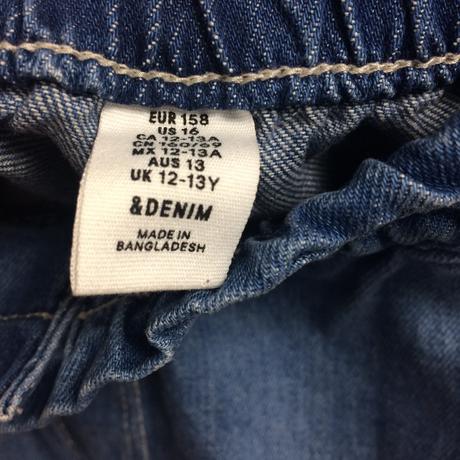 EUR 158
US 16
CA 12-13A
CN 160/69
MX 12-13A
AUS 13
UK 12-13Y
&DENIM
MADE IN
BANGLADESH